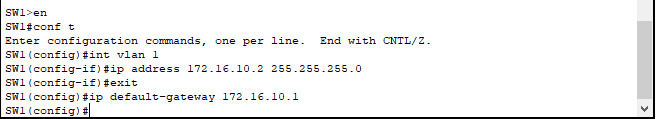 SW1>en
SW1#conf t
Enter configuration commands, one per line.  End with CNTL/Z.
SW1(config)#int vlan 1
SW1(config-if)#ip address 172.16.10.2 255.255.255.0
SW1(config-if)#exit
SW1(config)#ip default-gateway 172.16.10.1
SW1(config)#